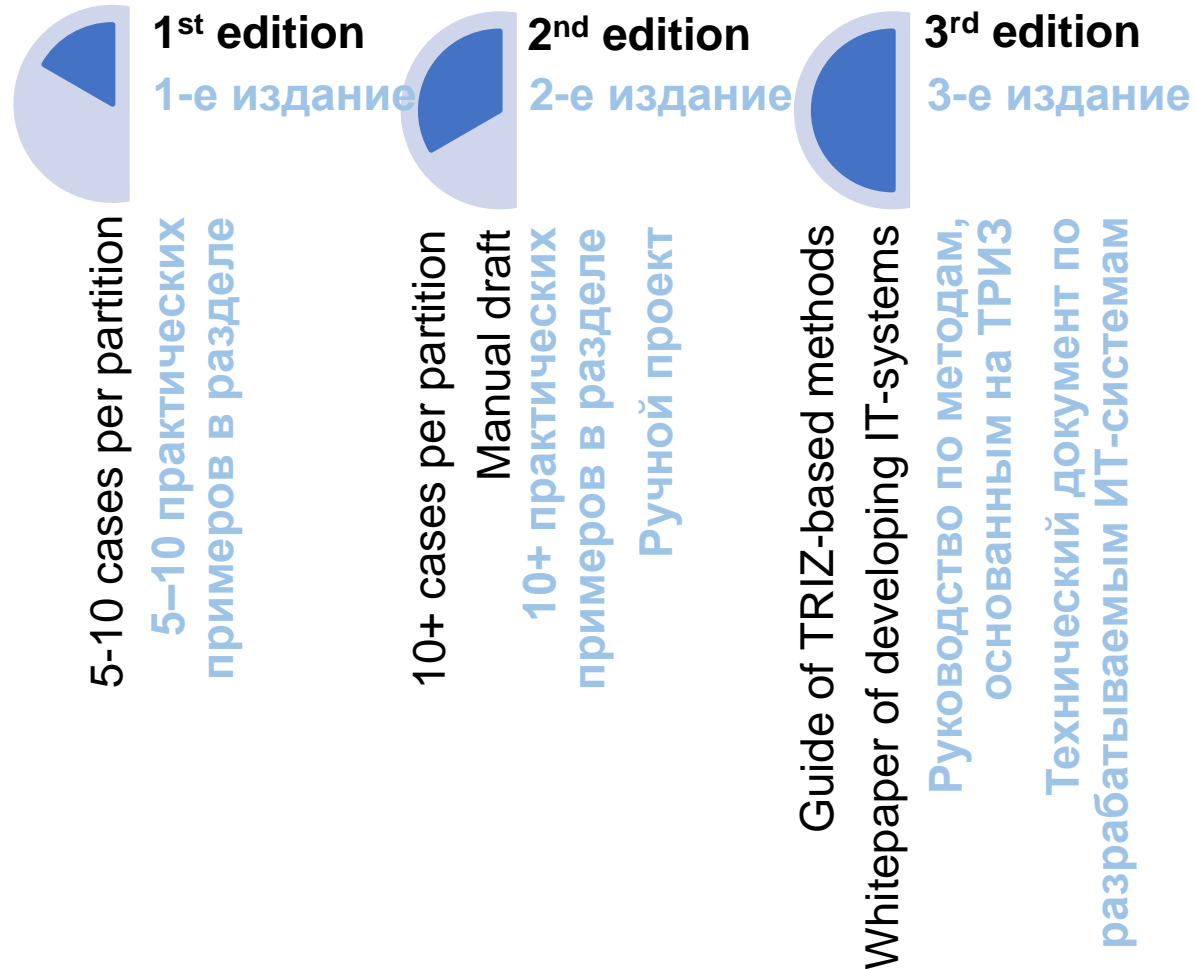 1st edition
1-е издание
5-10 cases per partition
5–10 практических
примеров в разделе
2nd edition
2-е издание
10+ cases per partition
Manual draft
10+ практических
примеров в разделе
Ручной проект
3rd edition
3-е издание
Guide of TRIZ-based methods
Whitepaper of developing IT-systems
Руководство по методам,
основанным на ТРИЗ
Технический документ по
разрабатываемым ИТ-системам